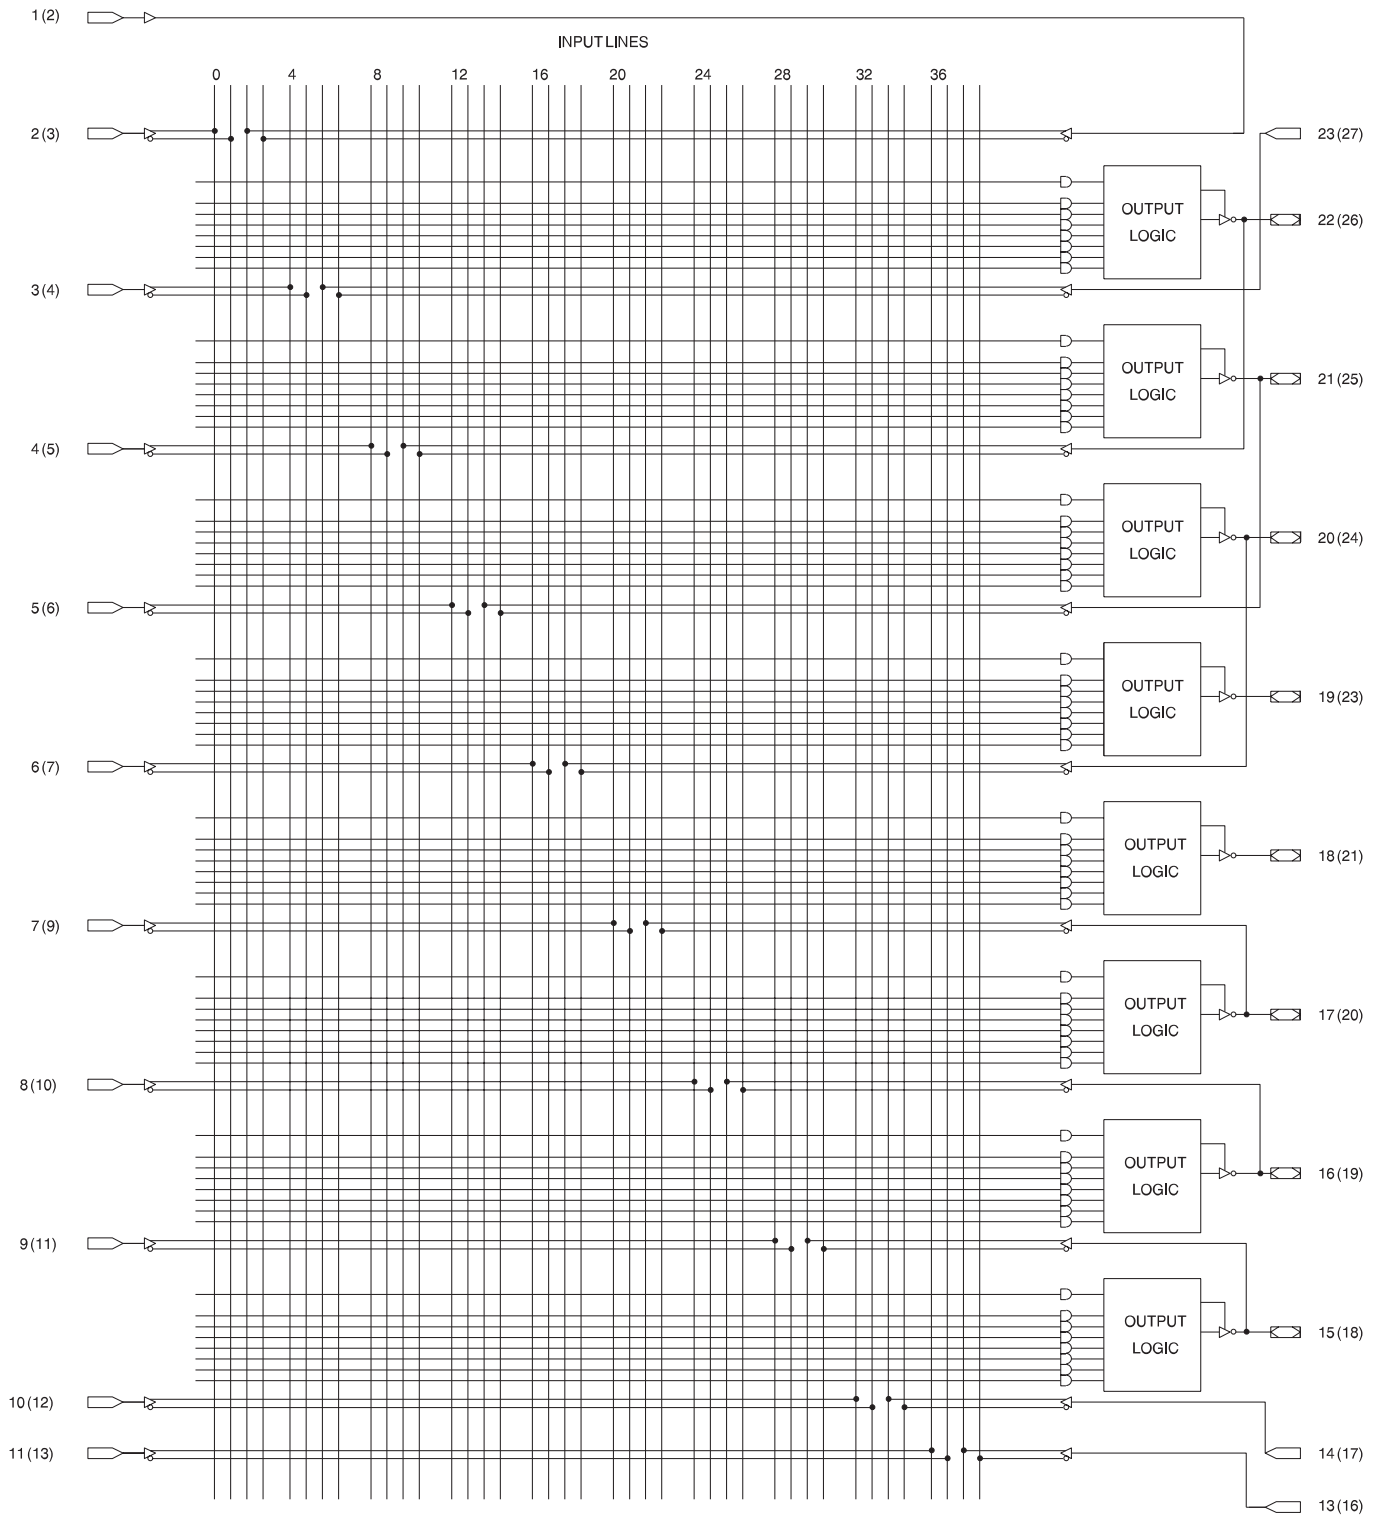 1(2)
INPUT LINES
0 4 8 12 16 20 24 28 32 36
2(3)
23(27)
OUTPUT
LOGIC
22(26)
3(4)
OUTPUT
LOGIC
21(25)
4(5)
OUTPUT
LOGIC
20(24)
5(6)
OUTPUT
LOGIC
19(23)
6(7)
OUTPUT
LOGIC
18(21)
7(9)
OUTPUT
LOGIC
17(20)
8(10)
OUTPUT
LOGIC
16(19)
9(11)
OUTPUT
LOGIC
15(18)
10(12)
11(13)
14(17)
13(16)